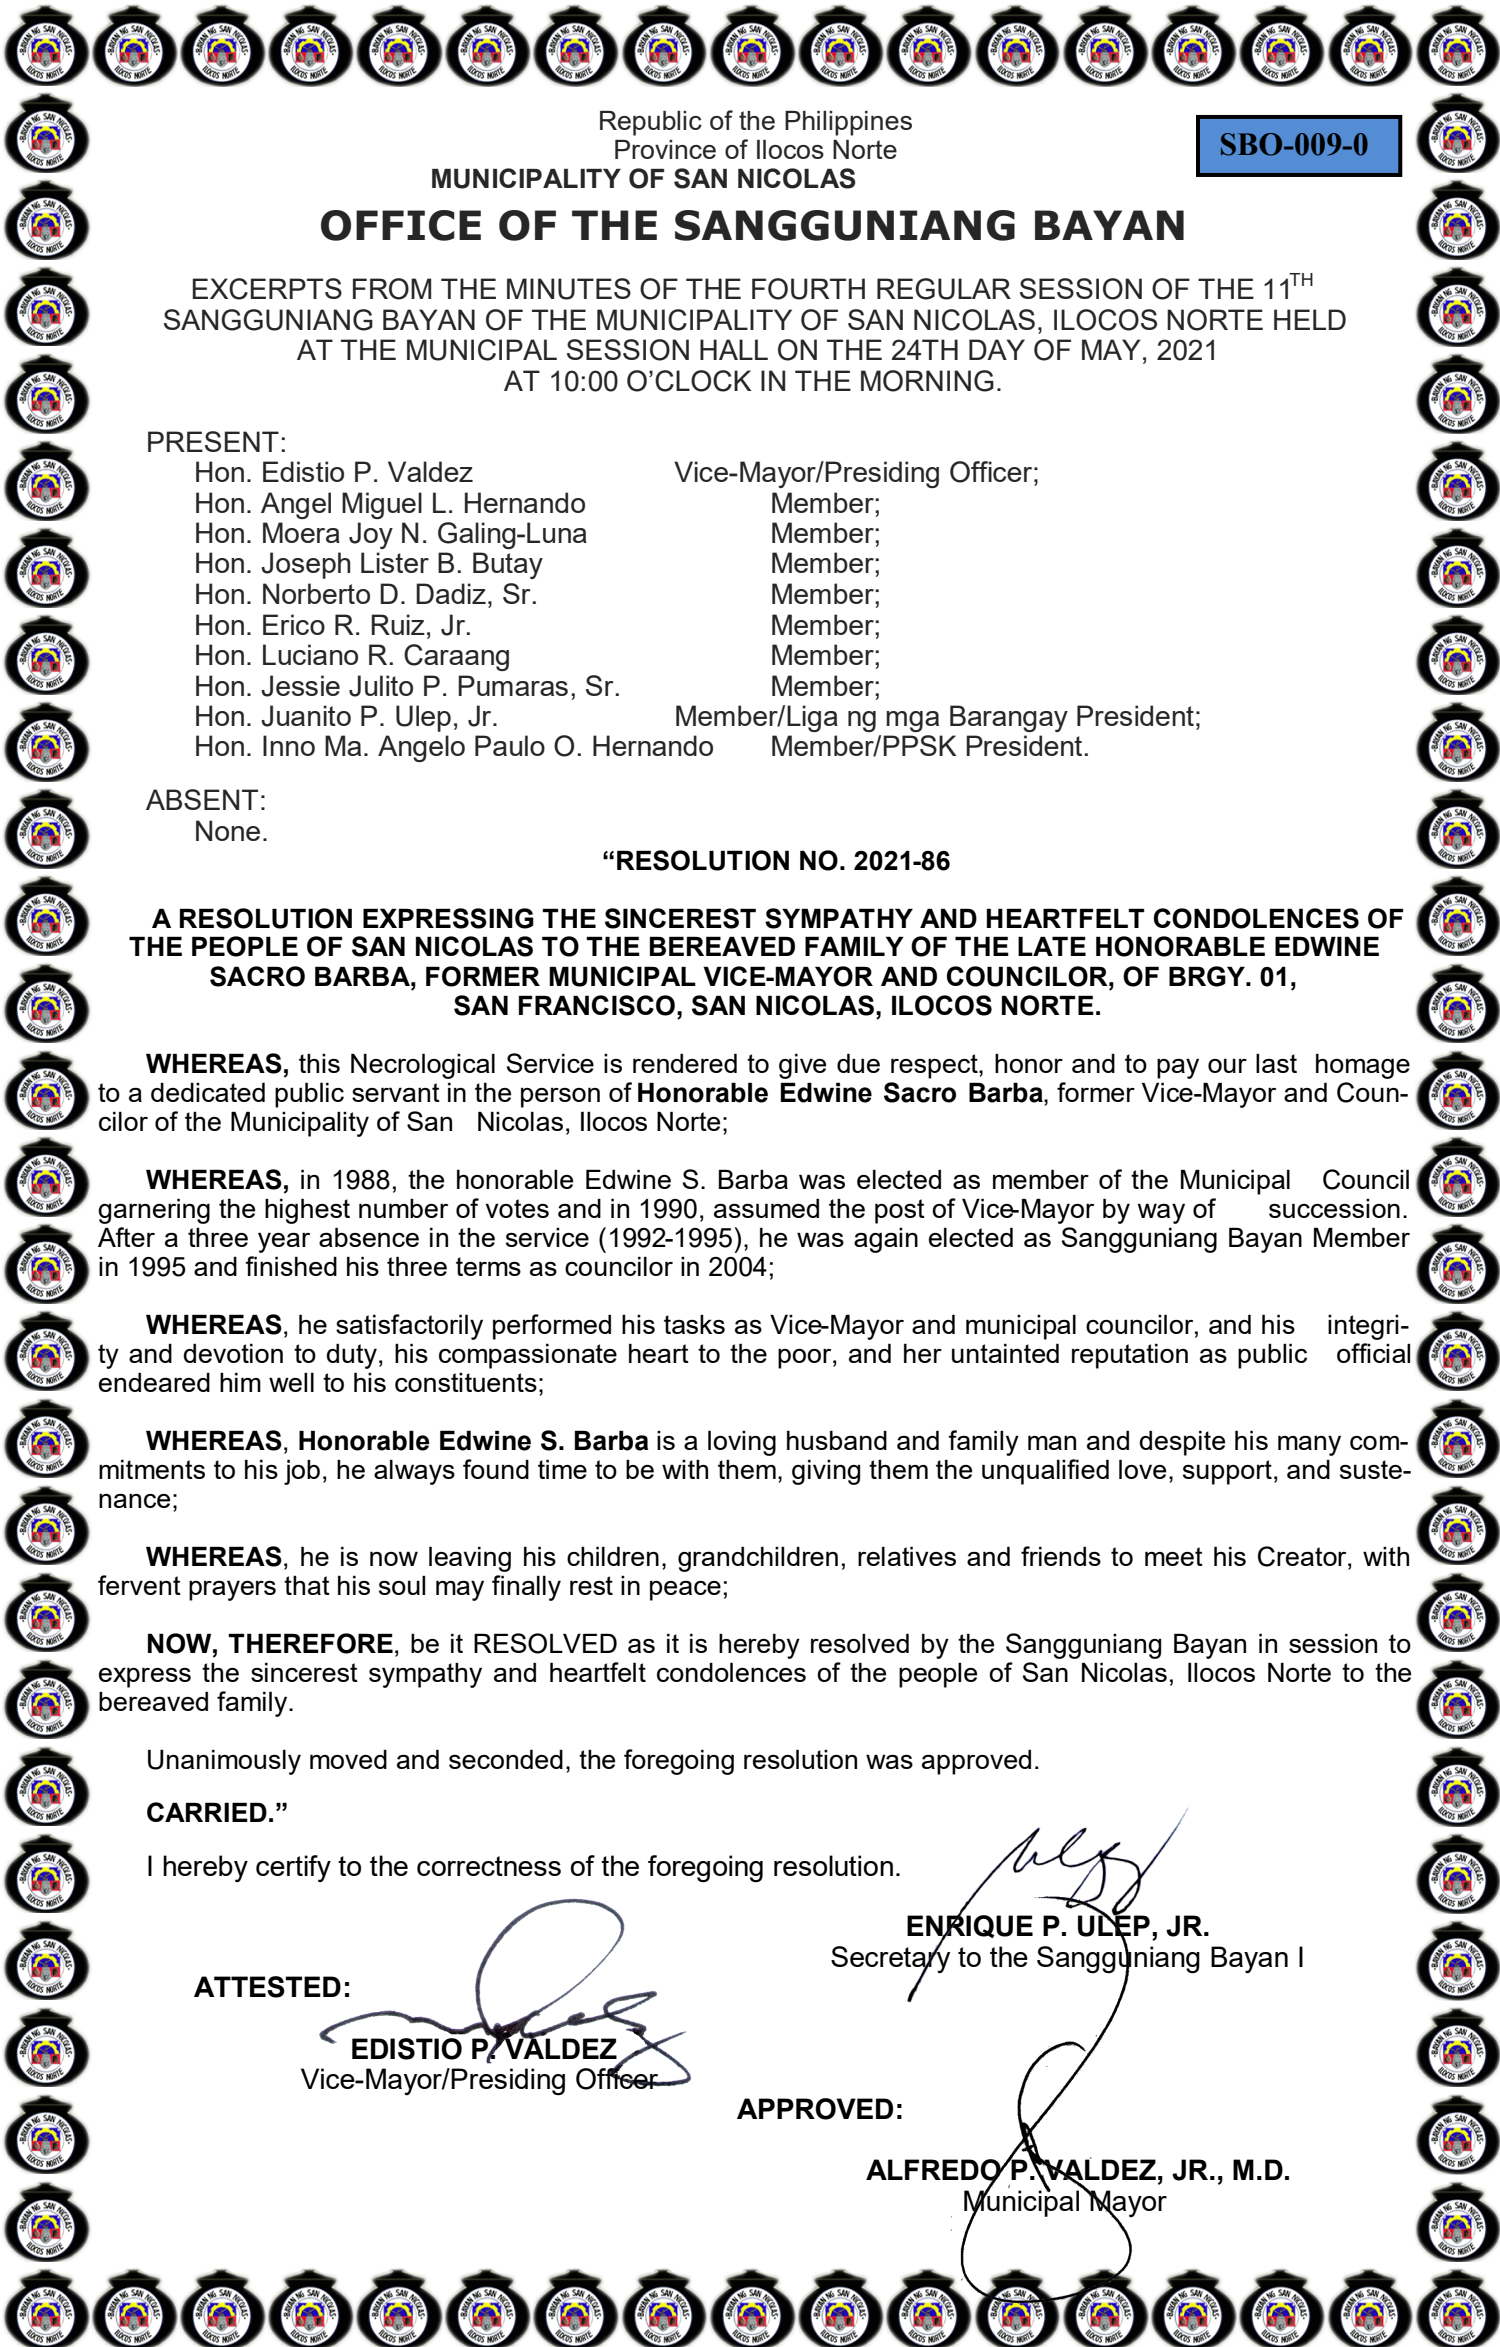 Republic of the Philippines
Province of Ilocos Norte
MUNICIPALITY OF SAN NICOLAS
SBO-009-0
OFFICE OF THE SANGGUNIANG BAYAN
EXCERPTS FROM THE MINUTES OF THE FOURTH REGULAR SESSION OF THE 11TH
SANGGUNIANG BAYAN OF THE MUNICIPALITY OF SAN NICOLAS, ILOCOS NORTE HELD
AT THE MUNICIPAL SESSION HALL ON THE 24TH DAY OF MAY, 2021
AT 10:00 O’CLOCK IN THE MORNING.
PRESENT:
Hon. Edistio P. Valdez Vice-Mayor/Presiding Officer;
Hon. Angel Miguel L. Hernando Member;
Hon. Moera Joy N. Galing-Luna Member;
Hon. Joseph Lister B. Butay Member;
Hon. Norberto D. Dadiz, Sr. Member;
Hon. Erico R. Ruiz, Jr. Member;
Hon. Luciano R. Caraang Member;
Hon. Jessie Julito P. Pumaras, Sr. Member;
Hon. Juanito P. Ulep, Jr. Member/Liga ng mga Barangay President;
Hon. Inno Ma. Angelo Paulo O. Hernando Member/PPSK President.
ABSENT:
None.
“RESOLUTION NO. 2021-86
A RESOLUTION EXPRESSING THE SINCEREST SYMPATHY AND HEARTFELT CONDOLENCES OF
THE PEOPLE OF SAN NICOLAS TO THE BEREAVED FAMILY OF THE LATE HONORABLE EDWINE
SACRO BARBA, FORMER MUNICIPAL VICE-MAYOR AND COUNCILOR, OF BRGY. 01,
SAN FRANCISCO, SAN NICOLAS, ILOCOS NORTE.
WHEREAS, this Necrological Service is rendered to give due respect, honor and to pay our last homage
to a dedicated public servant in the person of Honorable Edwine Sacro Barba, former Vice-Mayor and Coun-
cilor of the Municipality of San Nicolas, Ilocos Norte;
WHEREAS, in 1988, the honorable Edwine S. Barba was elected as member of the Municipal Council
garnering the highest number of votes and in 1990, assumed the post of Vice-Mayor by way of succession.
After a three year absence in the service (1992-1995), he was again elected as Sangguniang Bayan Member
in 1995 and finished his three terms as councilor in 2004;
WHEREAS, he satisfactorily performed his tasks as Vice-Mayor and municipal councilor, and his integri-
ty and devotion to duty, his compassionate heart to the poor, and her untainted reputation as public official
endeared him well to his constituents;
WHEREAS, Honorable Edwine S. Barba is a loving husband and family man and despite his many com-
mitments to his job, he always found time to be with them, giving them the unqualified love, support, and suste-
nance;
WHEREAS, he is now leaving his children, grandchildren, relatives and friends to meet his Creator, with
fervent prayers that his soul may finally rest in peace;
NOW, THEREFORE, be it RESOLVED as it is hereby resolved by the Sangguniang Bayan in session to
express the sincerest sympathy and heartfelt condolences of the people of San Nicolas, Ilocos Norte to the
bereaved family.
Unanimously moved and seconded, the foregoing resolution was approved.
CARRIED.”
I hereby certify to the correctness of the foregoing resolution.
ENRIQUE P. ULEP, JR.
Secretary to the Sangguniang Bayan I
ATTESTED:
EDISTIO P. VALDEZ
Vice-Mayor/Presiding Officer
APPROVED:
ALFREDO P. VALDEZ, JR., M.D.
Municipal Mayor